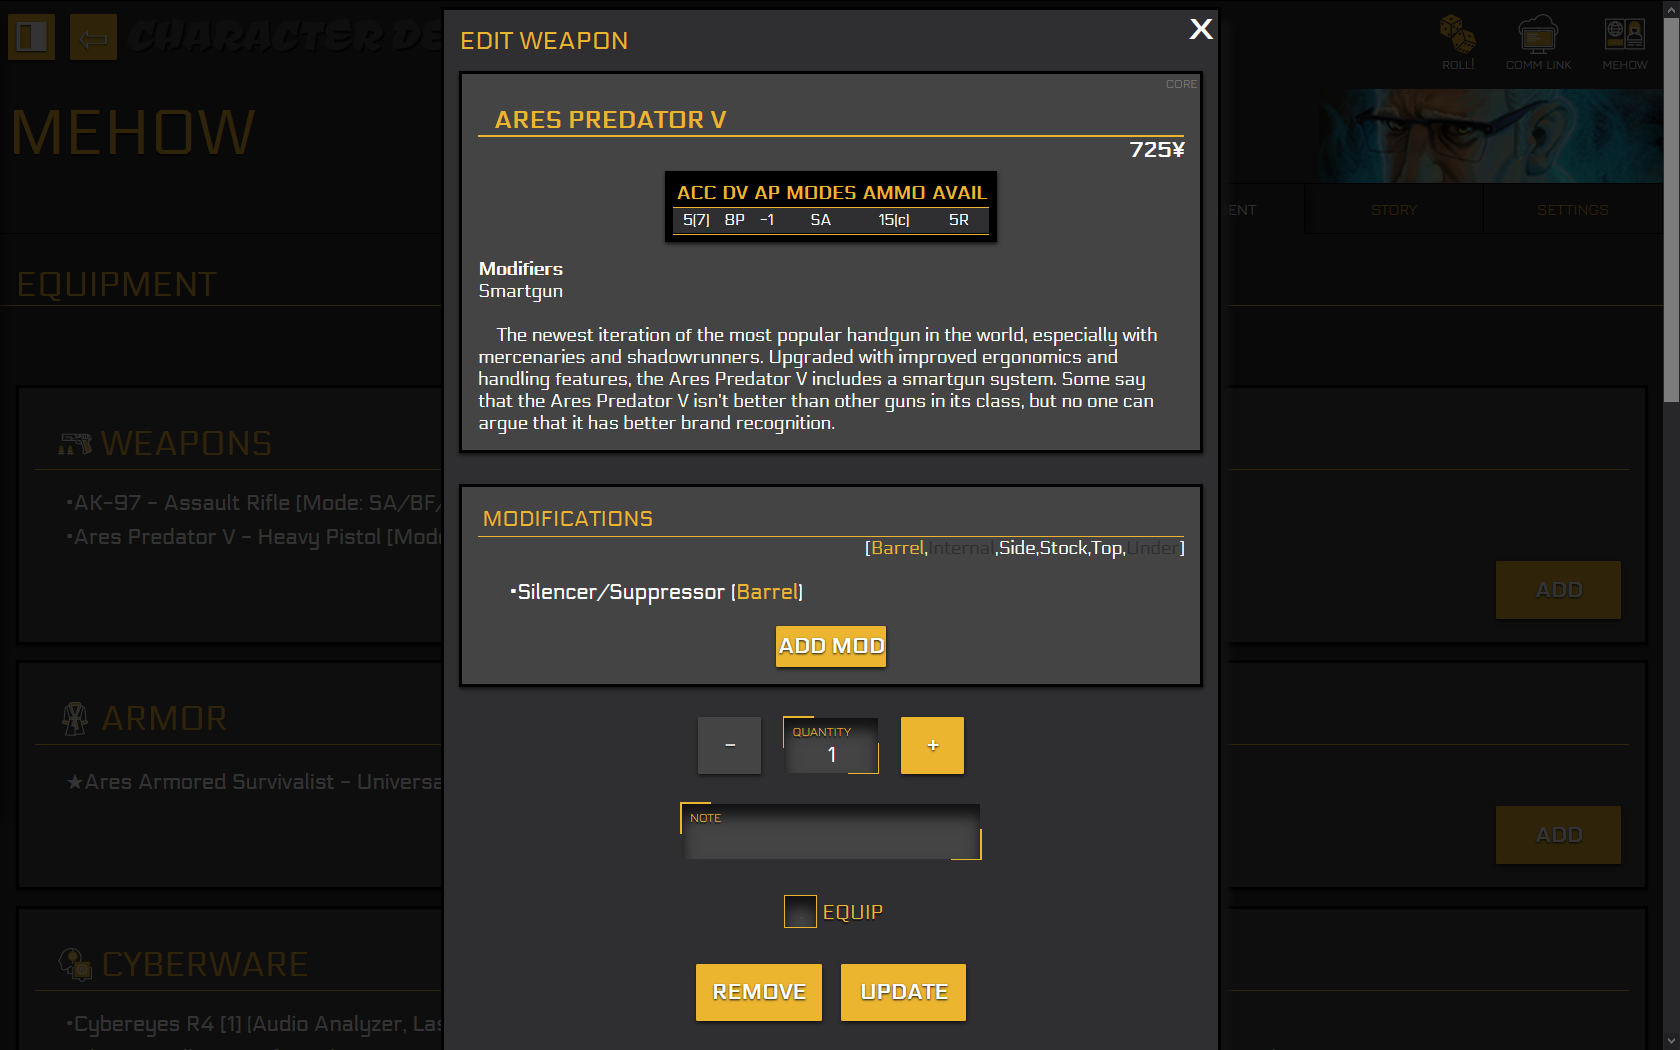 CHARACTER DE
ROLL!
COMM LINK
MEHOW
MEHOW
ENT
STORY
SETTINGS
EQUIPMENT
WEAPONS
•AK-97 - Assault Rifle [Mode: SA/BF/
•Ares Predator V - Heavy Pistol [Mod
ADD
ARMOR
★Ares Armored Survivalist - Universa
ADD
CYBERWARE
•Cybereyes R4 [1] (Audio Analyzer, Las
EDIT WEAPON
X
CORE
ARES PREDATOR V
725¥
ACC DV AP MODES AMMO AVAIL
5(7) 8P -1 SA 15(c) 5R
Modifiers
Smartgun
The newest iteration of the most popular handgun in the world, especially with
mercenaries and shadowrunners. Upgraded with improved ergonomics and
handling features, the Ares Predator V includes a smartgun system. Some say
that the Ares Predator V isn't better than other guns in its class, but no one can
argue that it has better brand recognition.
MODIFICATIONS
[Barrel,Internal,Side,Stock,Top,Under]
•Silencer/Suppressor (Barrel)
ADD MOD
-
QUANTITY
1
+
NOTE
EQUIP
REMOVE
UPDATE